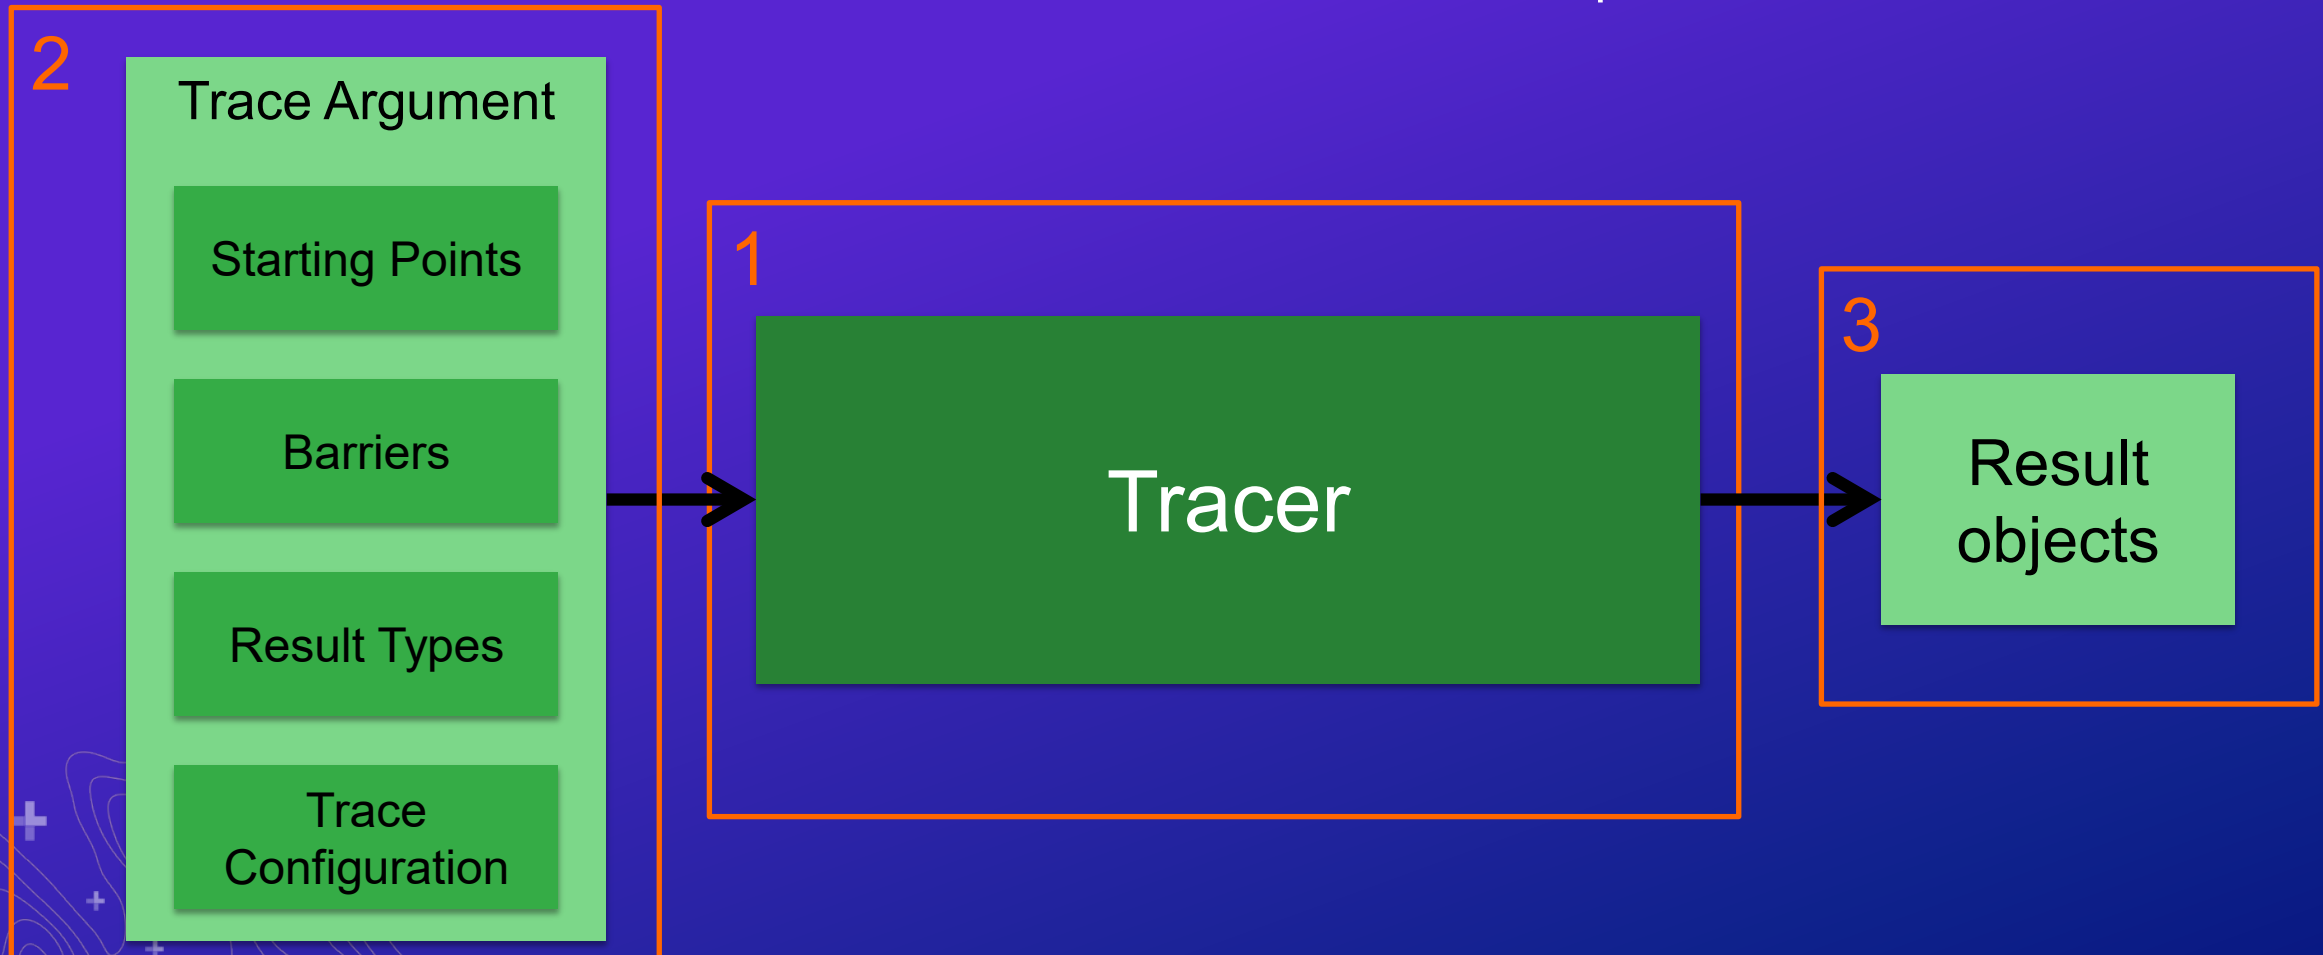 2
Trace Argument
Starting Points
Barriers
Result Types
Trace
Configuration
1
Tracer
3
Result
objects